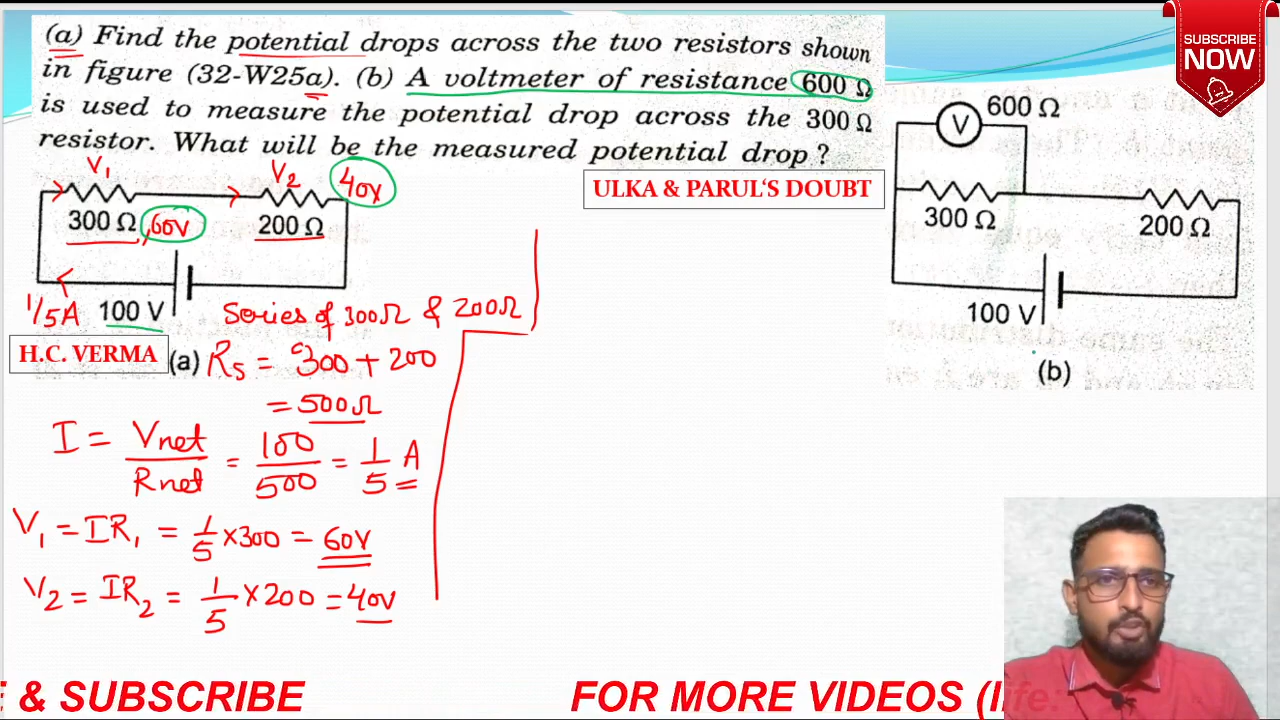 (a) Find the potential drops across the two resistors shown
in figure (32-W25a). (b) A voltmeter of resistance 600 Ω
is used to measure the potential drop across the 300 Ω
resistor. What will be the measured potential drop ?
SUBSCRIBE
NOW
ULKA & PARUL'S DOUBT
V₁
V₂
40V
300 Ω
, 60V
200 Ω
1/5 A
100 V
H.C. VERMA
(a)
Series of 300Ω & 200Ω
Rs = 300 + 200
= 500Ω
I = Vnet/Rnet = 100/500 = 1/5 A
V₁ = IR₁ = 1/5 × 300 = 60V
V₂ = IR₂ = 1/5 × 200 = 40V
V
600 Ω
300 Ω
200 Ω
100 V
(b)
E & SUBSCRIBE
FOR MORE VIDEOS (life: